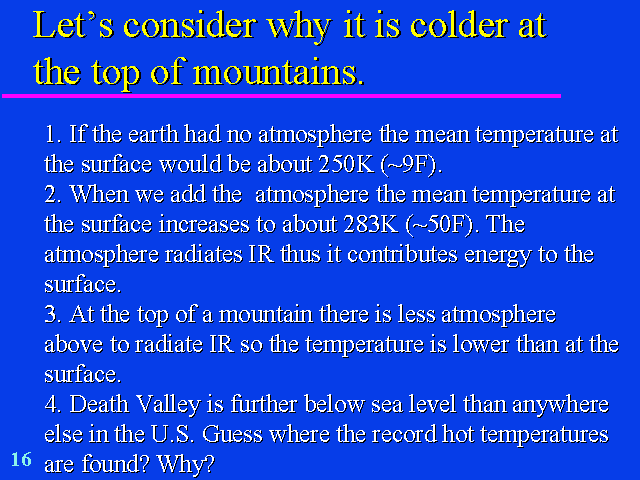 Let's consider why it is colder at
the top of mountains.
1. If the earth had no atmosphere the mean temperature at
the surface would be about 250K (~9F).
2. When we add the  atmosphere the mean temperature at
the surface increases to about 283K (~50F). The
atmosphere radiates IR thus it contributes energy to the
surface.
3. At the top of a mountain there is less atmosphere
above to radiate IR so the temperature is lower than at the
surface.
4. Death Valley is further below sea level than anywhere
else in the U.S. Guess where the record hot temperatures
are found? Why?
16